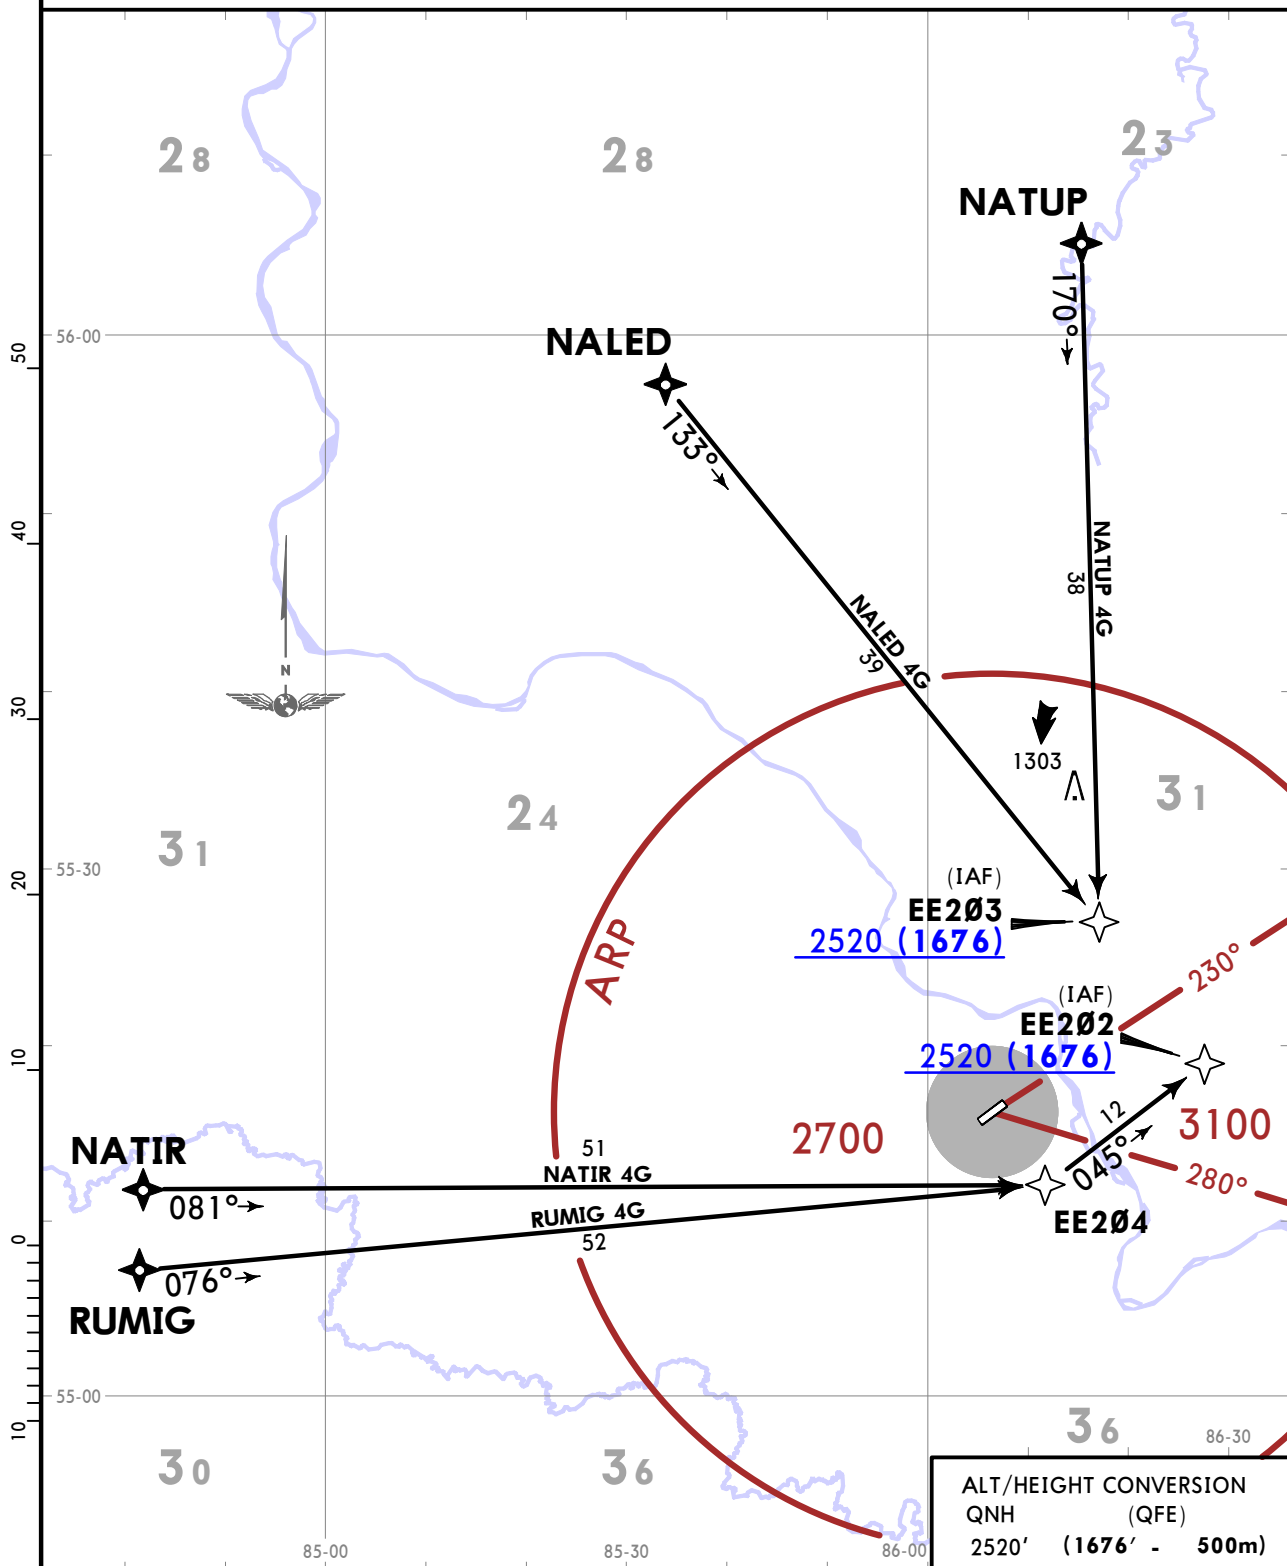 28
28
23
NATUP
170°
56-00
50
NALED
133°
40
NATUP 4G
38
NALED 4G
39
N
30
1303
31
24
31
55-30
20
(IAF)
EE2Ø3
2520 (1676)
ARP
230°
(IAF)
EE2Ø2
2520 (1676)
10
12
3100
2700
045°
NATIR
51
NATIR 4G
081°
280°
RUMIG 4G
52
EE2Ø4
0
076°
RUMIG
55-00
10
36
86-30
30
36
ALT/HEIGHT CONVERSION
QNH (QFE)
2520' (1676' - 500m)
85-00
85-30
86-00